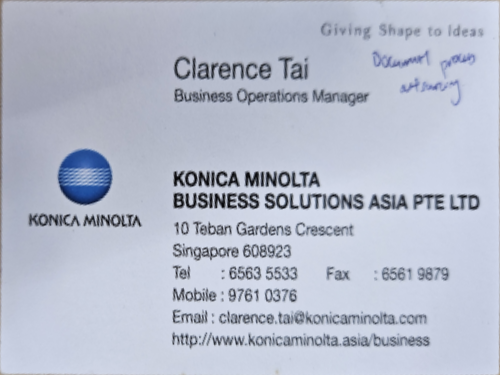 Giving Shape to Ideas
Clarence Tai
Business Operations Manager
Document process
KONICA MINOLTA
KONICA MINOLTA
BUSINESS SOLUTIONS ASIA PTE LTD
10 Teban Gardens Crescent
Singapore 608923
Tel : 6563 5533 Fax : 6561 9879
Mobile : 9761 0376
Email : clarence.tai@konicaminolta.com
http://www.konicaminolta.asia/business